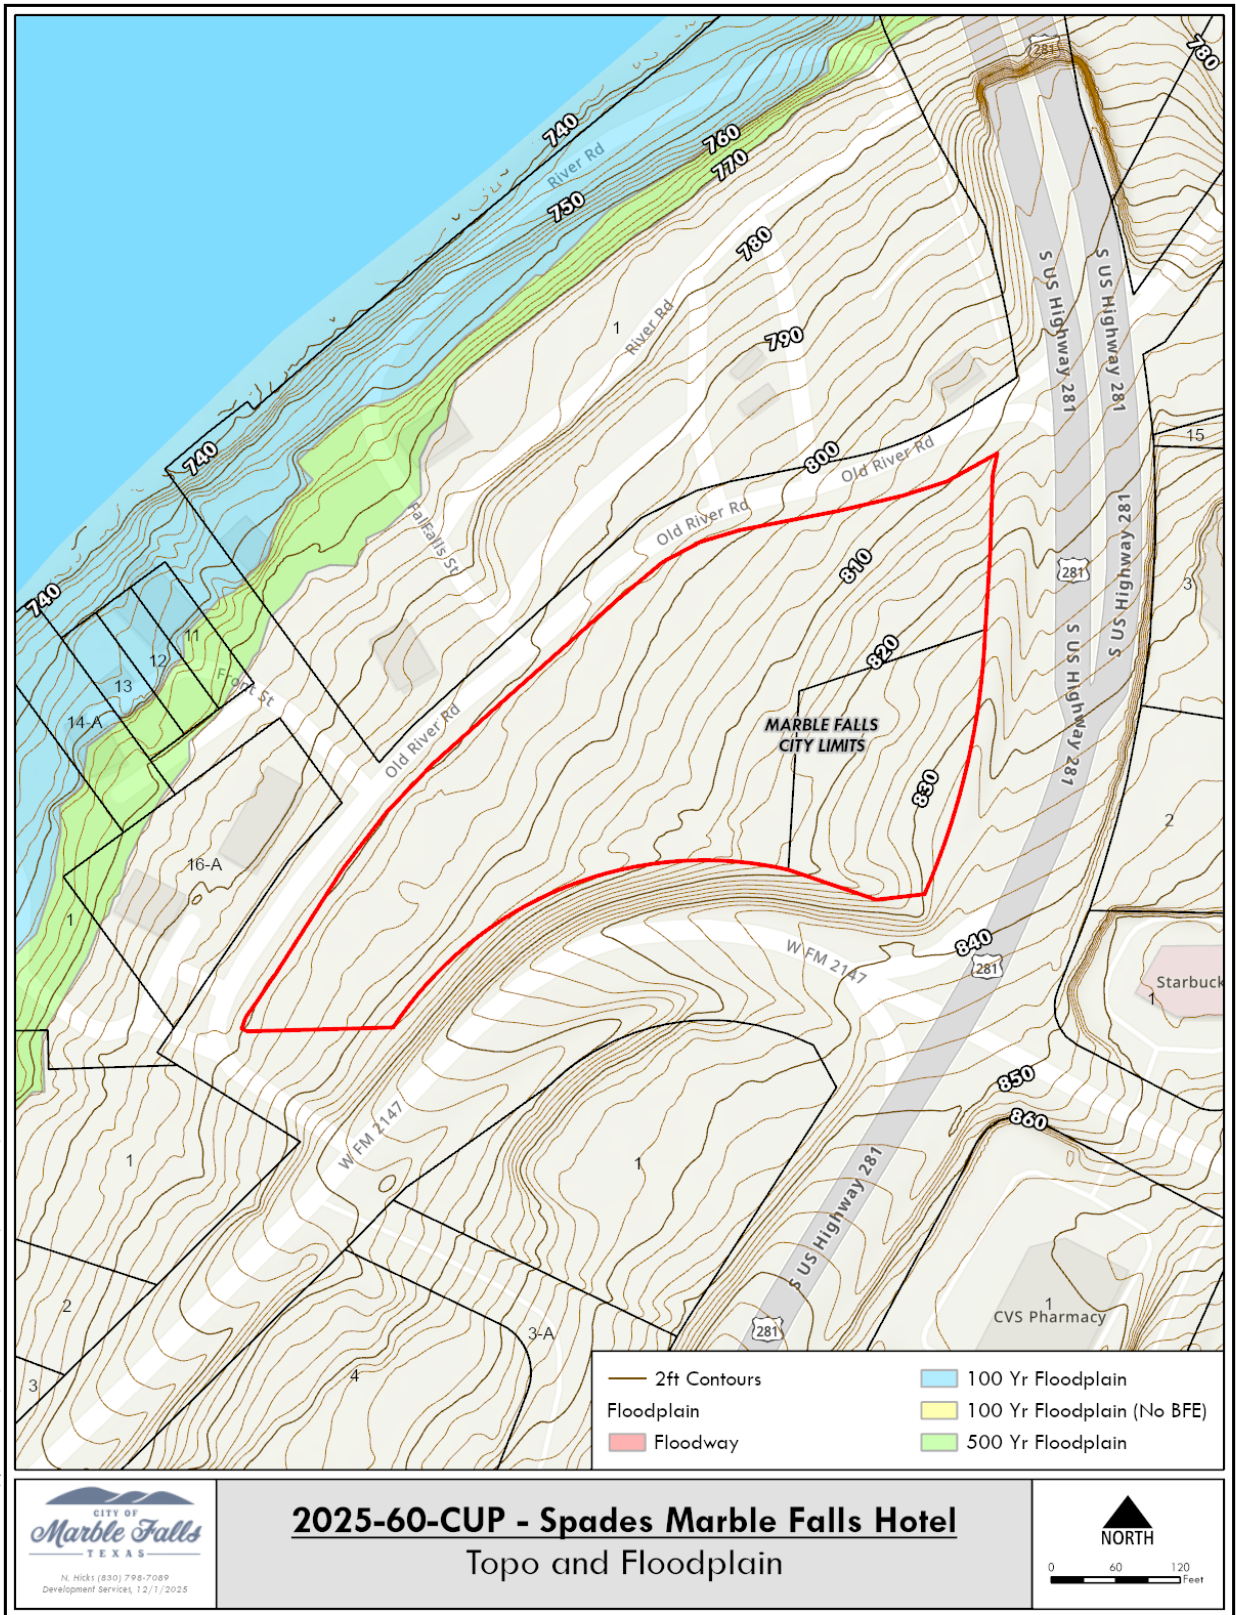 281
780
740
River Rd
760
770
750
780
S US Highway 281
S US Highway 281
1
River Rd
790
15
740
800
Old River Rd
Old River Rd
S US Highway 281
Falls St
810
281
3
740
11
12
13
14-A
Front St
820
S US Highway 281
Old River Rd
MARBLE FALLS
CITY LIMITS
830
2
16-A
1
840
W FM 2147
281
Starbuck
1
850
860
W FM 2147
1
1
S US Highway 281
2
1
CVS Pharmacy
281
3-A
3
4
2ft Contours
Floodplain
Floodway
100 Yr Floodplain
100 Yr Floodplain (No BFE)
500 Yr Floodplain
CITY OF
Marble Falls
TEXAS
N. Hicks (830) 798-7089
Development Services, 12/1/2025
2025-60-CUP - Spades Marble Falls Hotel
Topo and Floodplain
NORTH
0 60 120
Feet